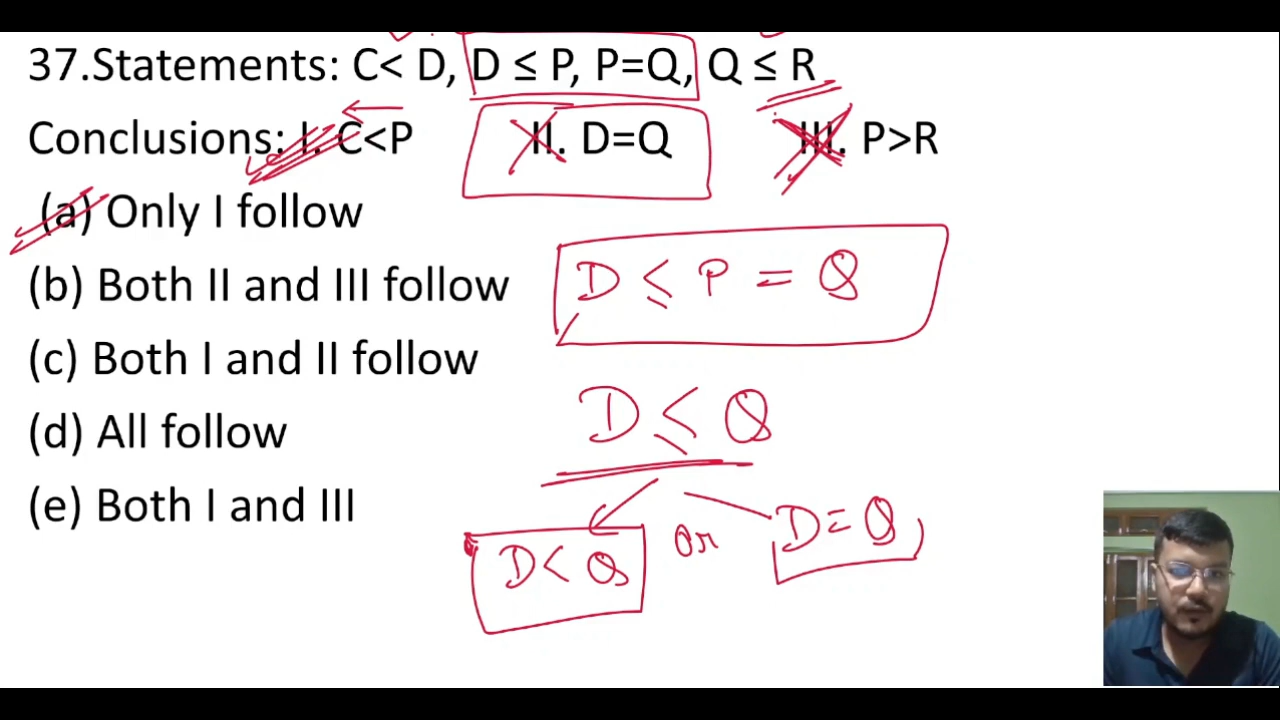 37.Statements: C< D, D ≤ P, P=Q, Q ≤ R
Conclusions: I. C<P II. D=Q III. P>R
(a) Only I follow
(b) Both II and III follow
D ≤ P = Q
(c) Both I and II follow
D ≤ Q
(d) All follow
(e) Both I and III
D < Q or D = Q